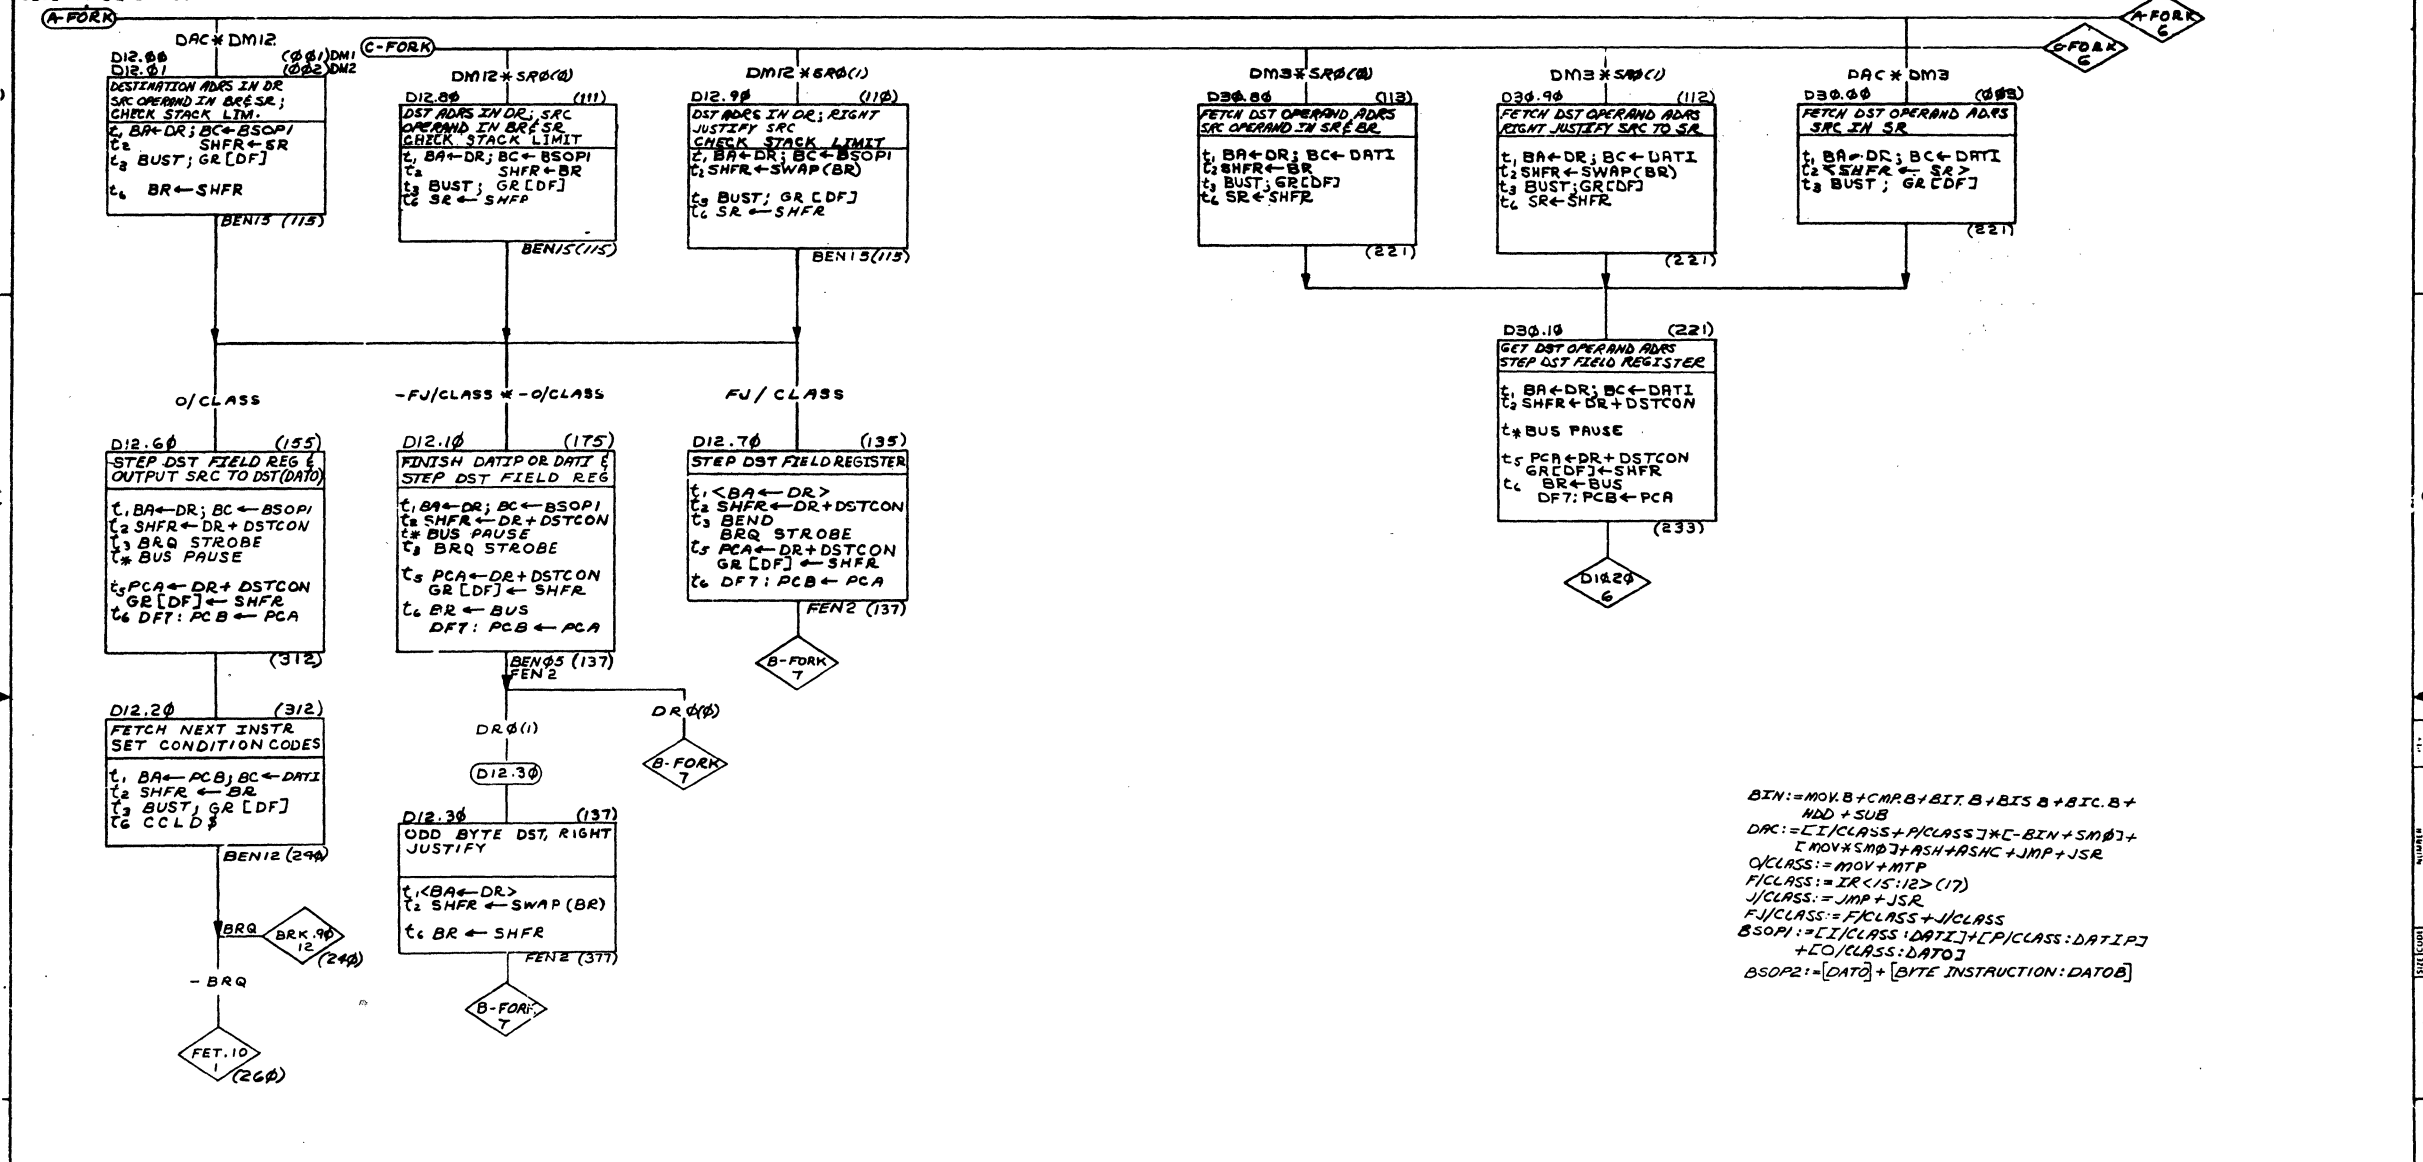 A-FORK
A-FORK
6
C-FORK
C-FORK
6
DAC*DM12
D12.00 (001)DM1
D12.01 (002)DM2
DESTINATION ADRS IN DR
SRC OPERAND IN BR&SR;
CHECK STACK LIM.
t1 BA←DR; BC←BSOP1
t2 SHFR←SR
t3 BUST; GR[DF]
t6 BR←SHFR
BEN15 (115)
DM12*SRØ(Ø)
D12.8Ø (111)
DST ADRS IN DR; SRC
OPERAND IN BR&SR
CHECK STACK LIMIT
t1 BA←DR; BC←BSOP1
t2 SHFR←BR
t3 BUST; GR[DF]
t6 SR←SHFR
BEN15(115)
DM12*SRØ(1)
D12.9Ø (11Ø)
DST ADRS IN DR; RIGHT
JUSTIFY SRC
CHECK STACK LIMIT
t1 BA←DR; BC←BSOP1
t2 SHFR←SWAP(BR)
t3 BUST; GR[DF]
t6 SR←SHFR
BEN15(115)
DM3*SRØ(Ø)
D3Ø.8Ø (113)
FETCH DST OPERAND ADRS
SRC OPERAND IN SR&BR
t1 BA←DR; BC←DATI
t2 SHFR←BR
t3 BUST; GR[DF]
t6 SR←SHFR
(221)
DM3*SRØ(1)
D3Ø.9Ø (112)
FETCH DST OPERAND ADRS
RIGHT JUSTIFY SRC TO SR
t1 BA←DR; BC←DATI
t2 SHFR←SWAP(BR)
t3 BUST; GR[DF]
t6 SR←SHFR
(221)
DAC*DM3
D3Ø.ØØ (ØØ3)
FETCH DST OPERAND ADRS
SRC IN SR
t1 BA←DR; BC←DATI
t2 <SHFR←SR>
t3 BUST; GR[DF]
(221)
D3Ø.1Ø (221)
GET DST OPERAND ADRS
STEP DST FIELD REGISTER
t1 BA←DR; BC←DATI
t2 SHFR←DR+DSTCON
t* BUS PAUSE
t5 PCA←DR+DSTCON
GR[DF]←SHFR
t6 BR←BUS
DF7: PCB←PCA
(233)
D1Ø.2Ø
6
O/CLASS
D12.6Ø (155)
STEP DST FIELD REG &
OUTPUT SRC TO DST(DATO)
t1 BA←DR; BC←BSOP1
t2 SHFR←DR+DSTCON
t3 BRQ STROBE
t* BUS PAUSE
t5 PCA←DR+DSTCON
GR[DF]←SHFR
t6 DF7: PCB←PCA
(312)
-FJ/CLASS * -O/CLASS
D12.1Ø (175)
FINISH DATIP OR DATI &
STEP DST FIELD REG
t1 BA←DR; BC←BSOP1
t2 SHFR←DR+DSTCON
t* BUS PAUSE
t3 BRQ STROBE
t5 PCA←DR+DSTCON
GR[DF]←SHFR
t6 BR←BUS
DF7: PCB←PCA
BENØ5 (137)
FEN2
FJ/CLASS
D12.7Ø (135)
STEP DST FIELD REGISTER
t1 <BA←DR>
t2 SHFR←DR+DSTCON
t3 BEND
BRQ STROBE
t5 PCA←DR+DSTCON
GR[DF]←SHFR
t6 DF7: PCB←PCA
FEN2 (137)
B-FORK
7
D12.2Ø (312)
FETCH NEXT INSTR
SET CONDITION CODES
t1 BA←PCB; BC←DATI
t2 SHFR←BR
t3 BUST; GR[DF]
t6 CCLD$
BEN12 (24Ø)
BRQ
BRK.9Ø
12
(24Ø)
-BRQ
FET.10
1
(26Ø)
DRØ(1)
DRØ(Ø)
D12.3Ø
B-FORK
7
D12.3Ø (137)
ODD BYTE DST, RIGHT
JUSTIFY
t1 <BA←DR>
t2 SHFR←SWAP(BR)
t6 BR←SHFR
FEN2 (377)
B-FORK
7
BIN:=MOV.B+CMP.B+BIT.B+BIS.B+BIC.B+
ADD+SUB
DAC:=[I/CLASS+P/CLASS]*[-BIN+SMØ]+
[MOV*SMØ]+ASH+ASHC+JMP+JSR
O/CLASS:=MOV+MTP
F/CLASS:=IR<15:12>(17)
J/CLASS:=JMP+JSR
FJ/CLASS:=F/CLASS+J/CLASS
BSOP1:=[I/CLASS:DATI]+[P/CLASS:DATIP]
+[O/CLASS:DATO]
BSOP2:=[DATO]+[BYTE INSTRUCTION:DATOB]
NUMBER
SIZE CODE